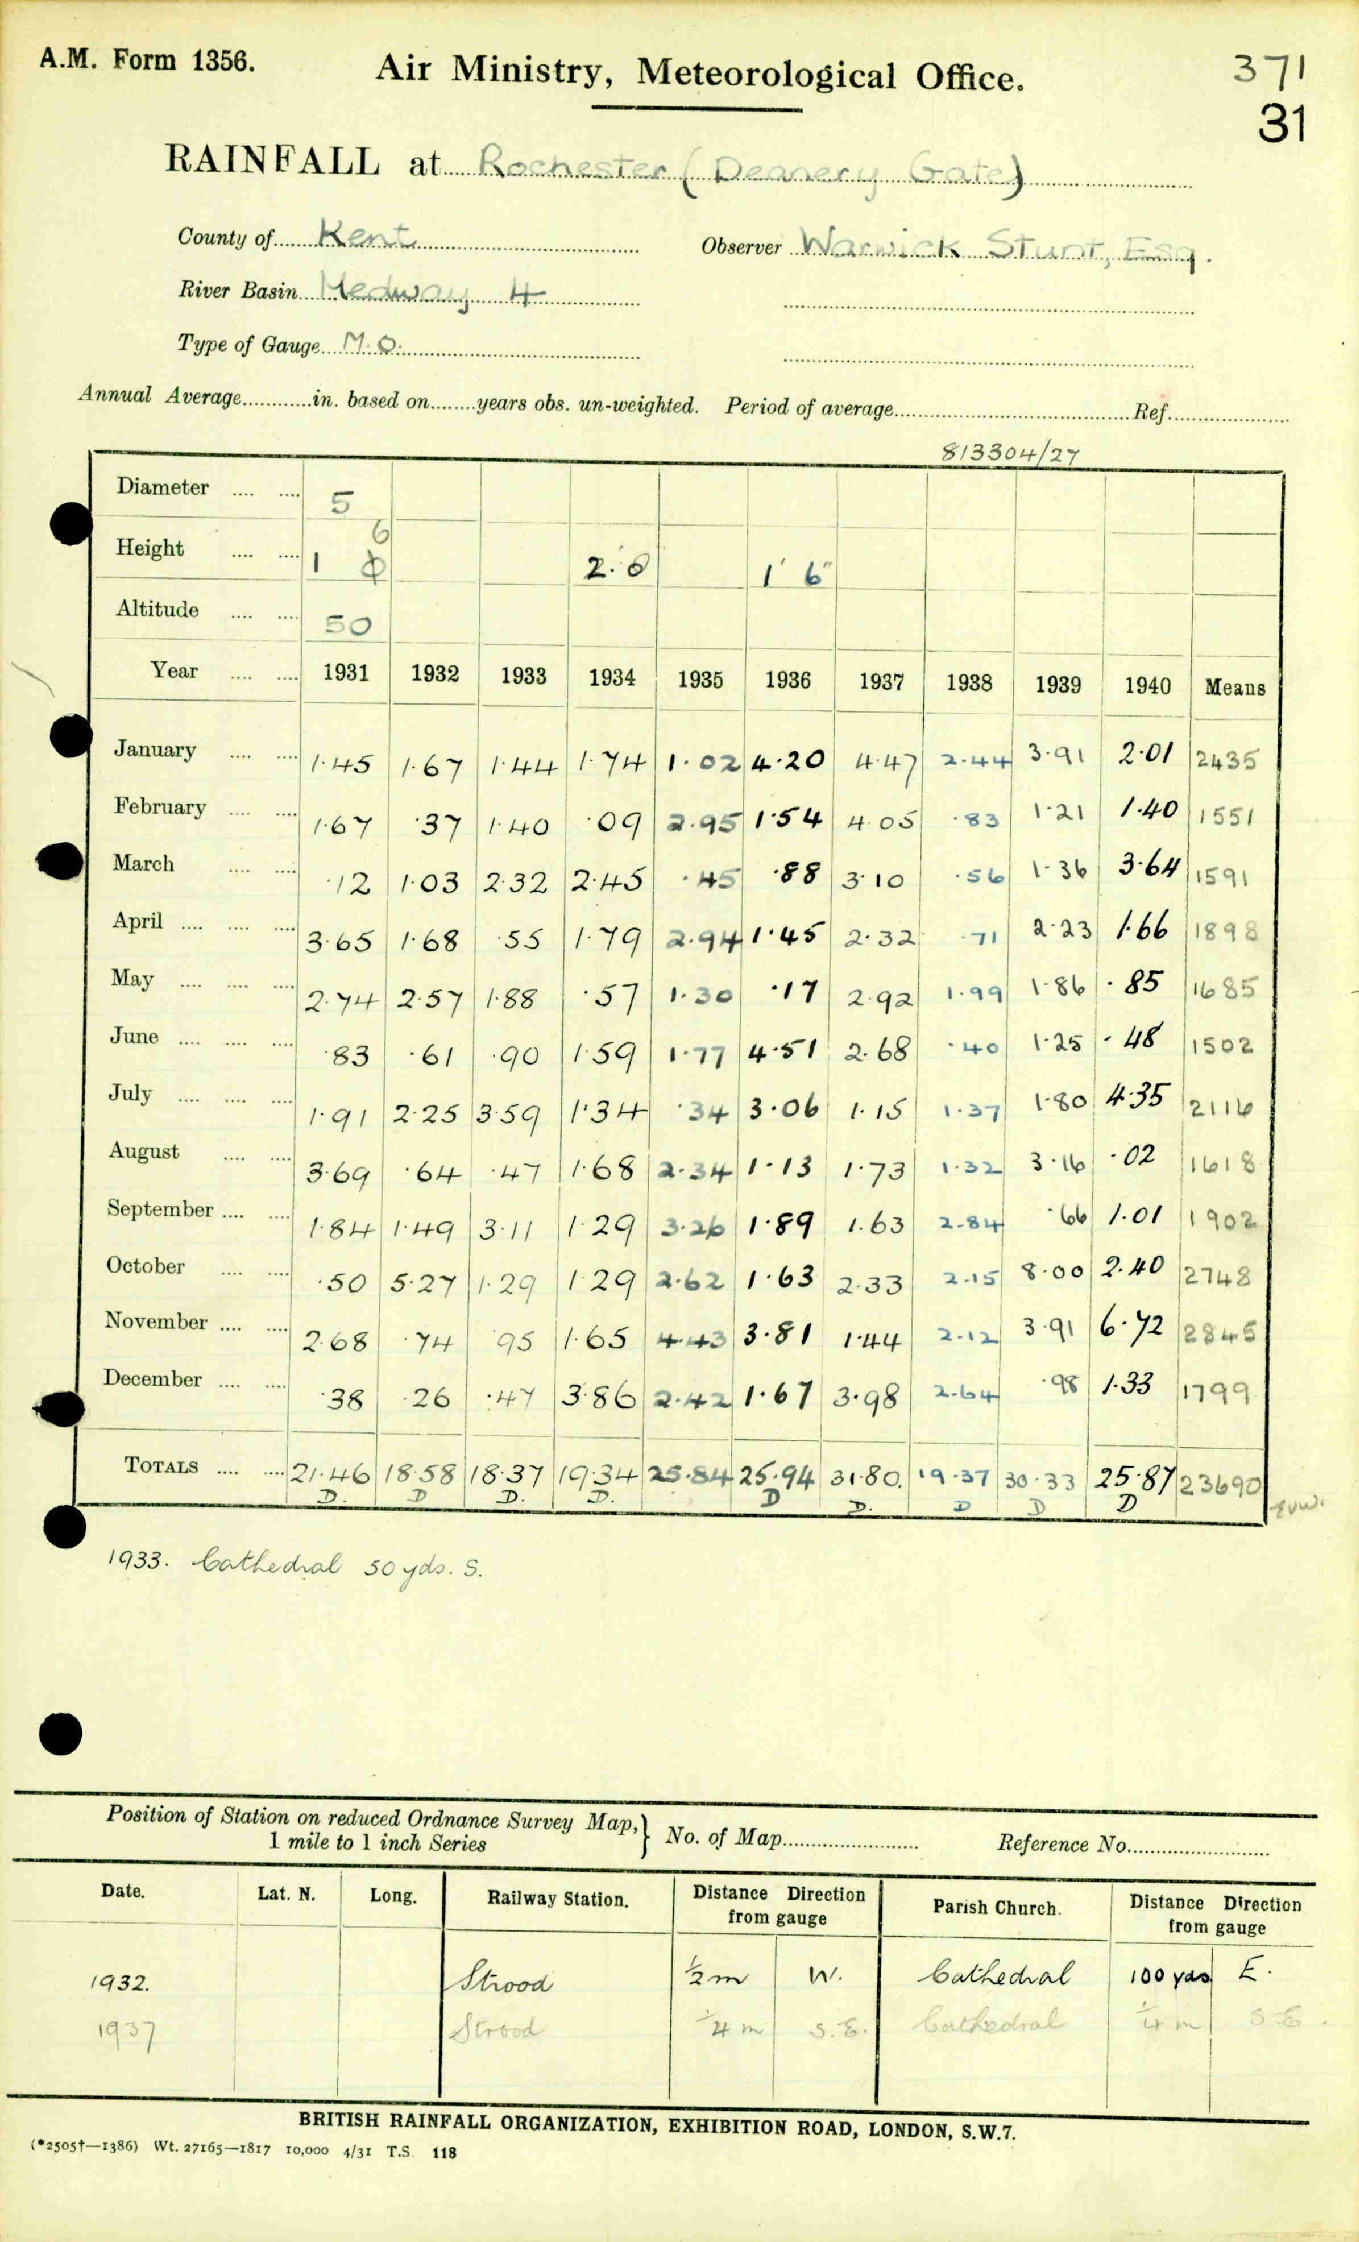 A.M. Form 1356.
Air Ministry, Meteorological Office.
371
31
RAINFALL at Rochester (Deanery Gate)
County of Kent
Observer Warwick Stunt, Esq.
River Basin Medway 4
Type of Gauge M.O.
Annual Average............in. based on........years obs. un-weighted. Period of average........................................Ref.....................
813304/27
Diameter .... .... 5
Height .... .... 1 6 2.0 1' 6"
Altitude .... .... 50
Year .... .... 1931 1932 1933 1934 1935 1936 1937 1938 1939 1940 Means
January .... .... 1.45 1.67 1.44 1.74 1.02 4.20 4.47 2.44 3.91 2.01 2435
February .... .... 1.67 .37 1.40 .09 2.95 1.54 4.05 .83 1.21 1.40 1551
March .... .... .12 1.03 2.32 2.45 .45 .88 3.10 .56 1.36 3.64 1591
April .... .... .... 3.65 1.68 .55 1.79 2.94 1.45 2.32 .71 2.23 1.66 1898
May .... .... .... 2.74 2.57 1.88 .57 1.30 .17 2.92 1.99 1.86 .85 1685
June .... .... .... .83 .61 .90 1.59 1.77 4.51 2.68 .40 1.25 .48 1502
July .... .... .... 1.91 2.25 3.59 1.34 .34 3.06 1.15 1.37 1.80 4.35 2116
August .... .... 3.69 .64 .47 1.68 2.34 1.13 1.73 1.32 3.16 .02 1618
September .... .... 1.84 1.49 3.11 1.29 3.26 1.89 1.63 2.84 .66 1.01 1902
October .... .... .50 5.27 1.29 1.29 2.62 1.63 2.33 2.15 8.00 2.40 2748
November .... .... 2.68 .74 .95 1.65 4.43 3.81 1.44 2.12 3.91 6.72 2845
December .... .... .38 .26 .47 3.86 2.42 1.67 3.98 2.64 .98 1.33 1799
TOTALS .... .... 21.46 18.58 18.37 19.34 25.84 25.94 31.80. 19.37 30.33 25.87 23690
D. D D. D. D D. D D D
1933. Cathedral 50 yds. S.
Position of Station on reduced Ordnance Survey Map,} No. of Map........................ Reference No.........................
1 mile to 1 inch Series
Date. Lat. N. Long. Railway Station. Distance Direction from gauge Parish Church. Distance Direction from gauge
1932. Strood ½ m W. Cathedral 100 yds E.
1937 Strood ¼ m S.E. Cathedral ¼ m S.E.
BRITISH RAINFALL ORGANIZATION, EXHIBITION ROAD, LONDON, S.W.7.
(*2505†—1386) Wt. 27165—1817 10,000 4/31 T.S. 118